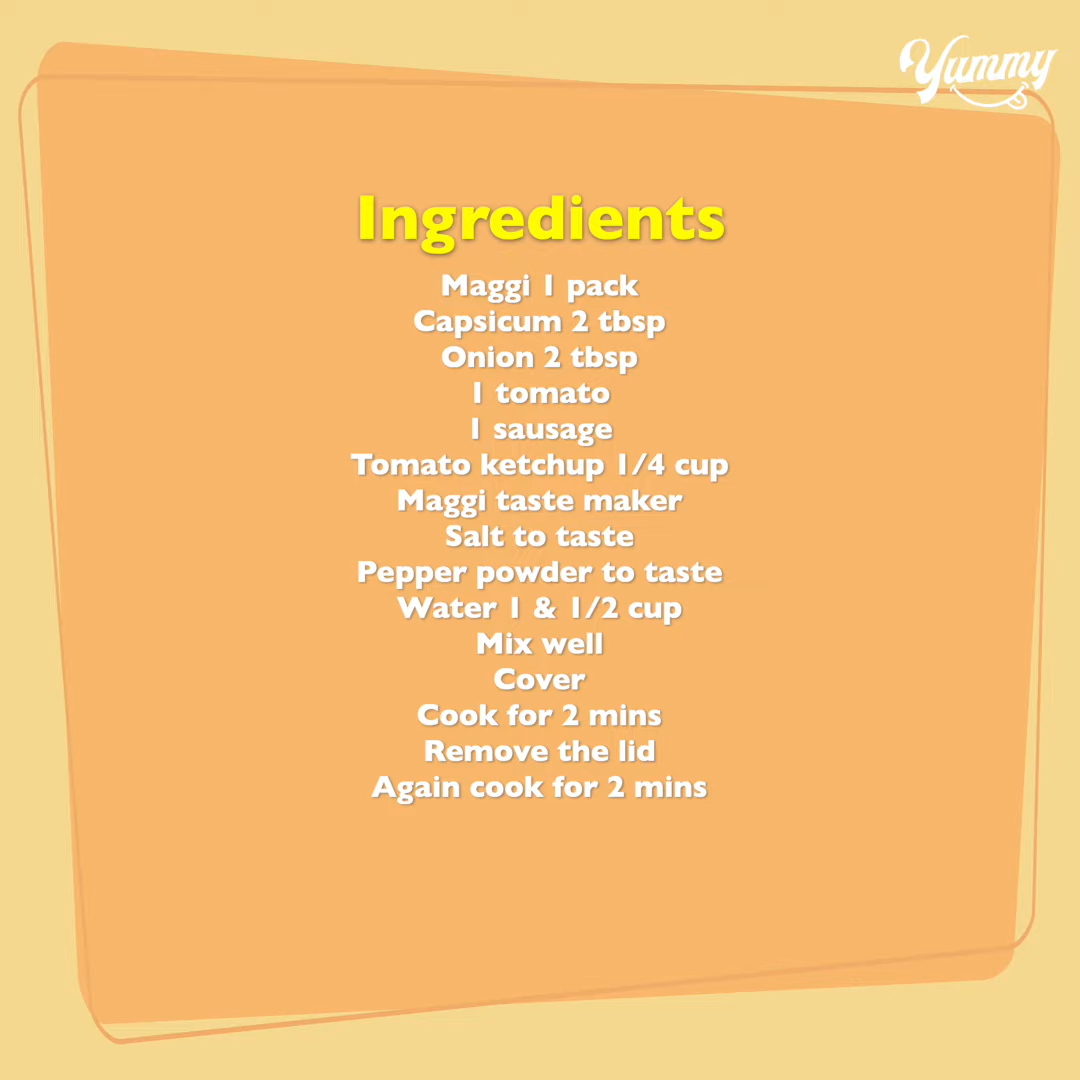 Yummy
Ingredients
Maggi 1 pack
Capsicum 2 tbsp
Onion 2 tbsp
1 tomato
1 sausage
Tomato ketchup 1/4 cup
Maggi taste maker
Salt to taste
Pepper powder to taste
Water 1 & 1/2 cup
Mix well
Cover
Cook for 2 mins
Remove the lid
Again cook for 2 mins